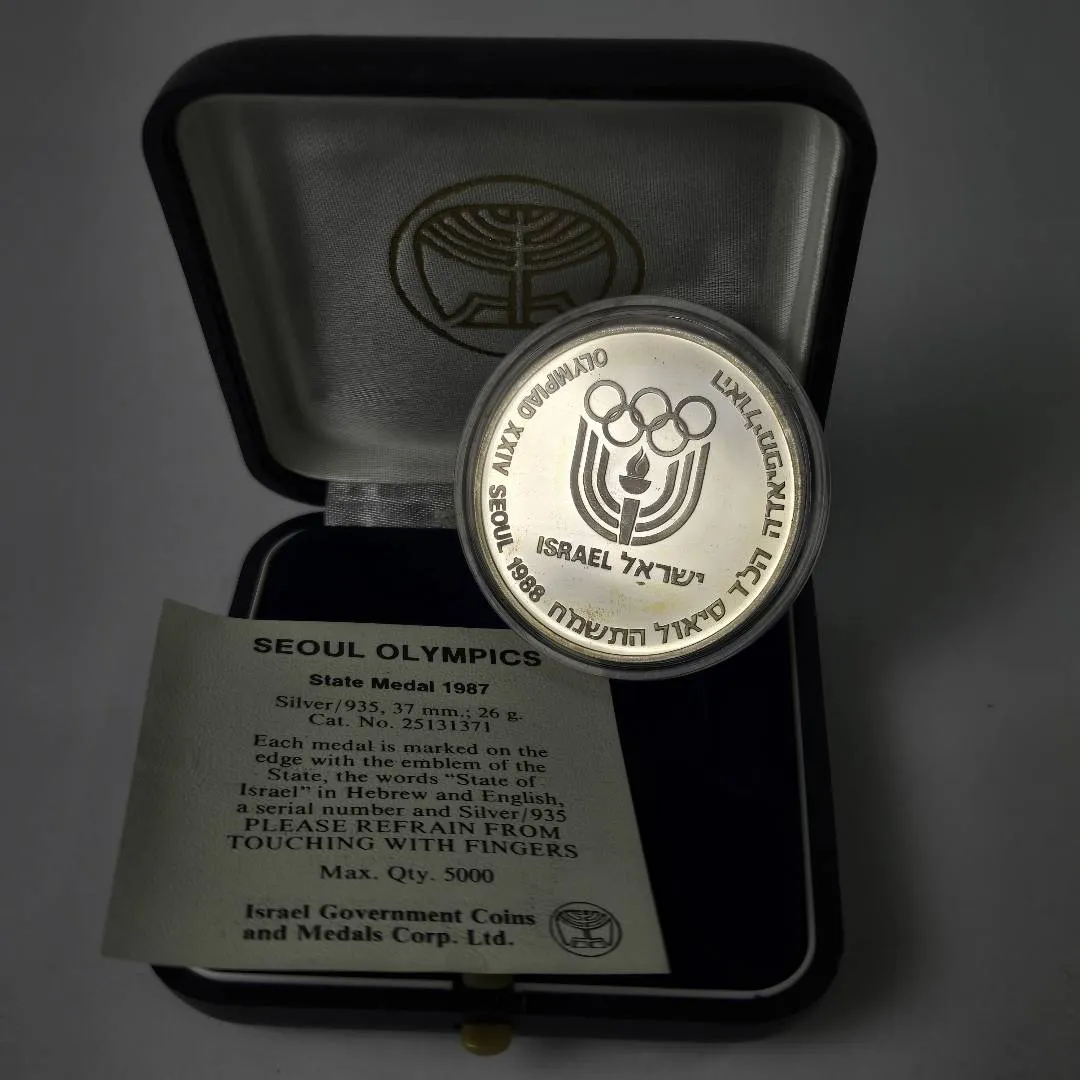 OLYMPIAD XXIV SEOUL 1988
הכ"ד סיאול התשמ"ח
ISRAEL ישראל
SEOUL OLYMPICS
State Medal 1987
Silver/935, 37 mm.; 26 g.
Cat. No. 25131371
Each medal is marked on the
edge with the emblem of the
State, the words “State of
Israel” in Hebrew and English,
a serial number and Silver/935
PLEASE REFRAIN FROM
TOUCHING WITH FINGERS
Max. Qty. 5000
Israel Government Coins
and Medals Corp. Ltd.